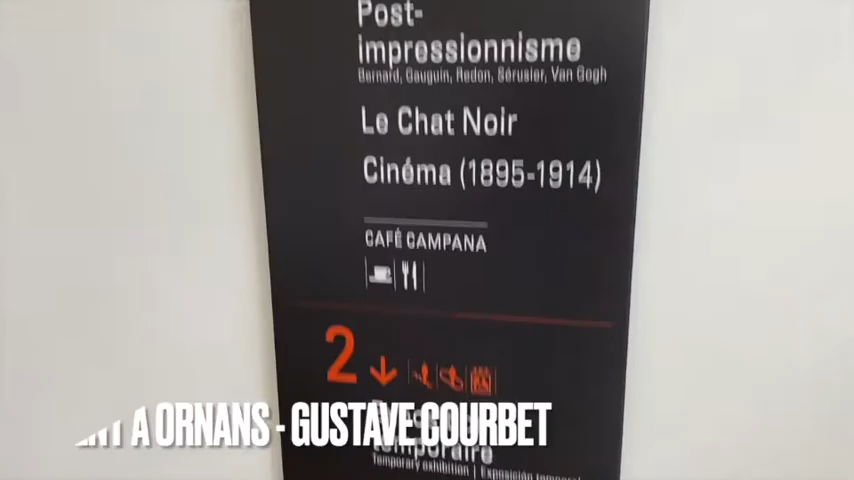 Post-
impressionnisme
Bernard, Gauguin, Redon, Sérusier, Van Gogh
Le Chat Noir
Cinéma (1895-1914)
CAFÉ CAMPANA
2
A ORNANS - GUSTAVE COURBET
temporaire
Temporary exhibition | Exposición